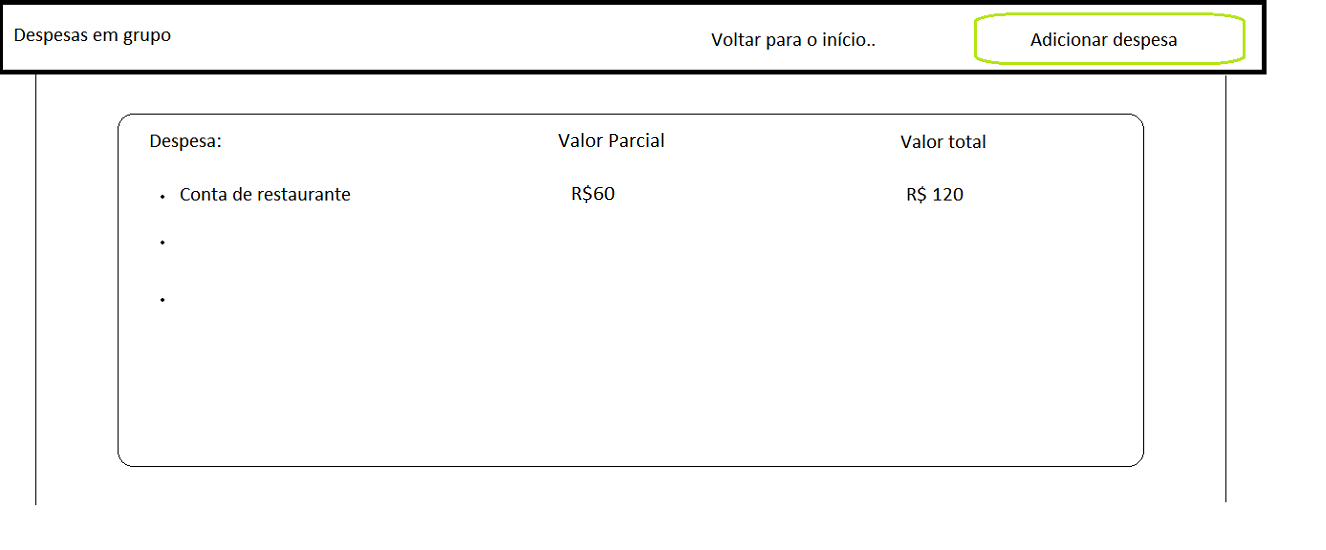 Despesas em grupo
Voltar para o início..
Adicionar despesa
Despesa: Valor Parcial Valor total
• Conta de restaurante R$60 R$ 120
•
•